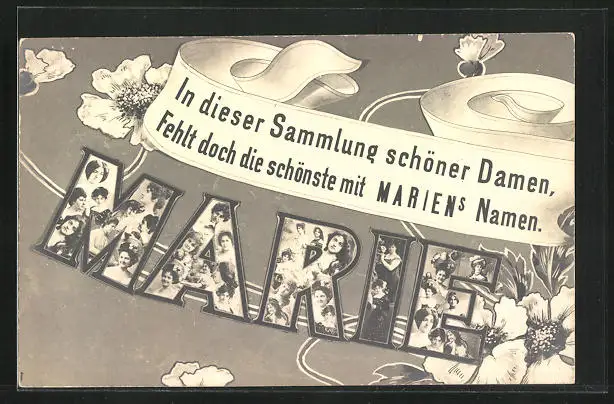 In dieser Sammlung schöner Damen,
Fehlt doch die schönste mit MARIENs Namen.
MARIE